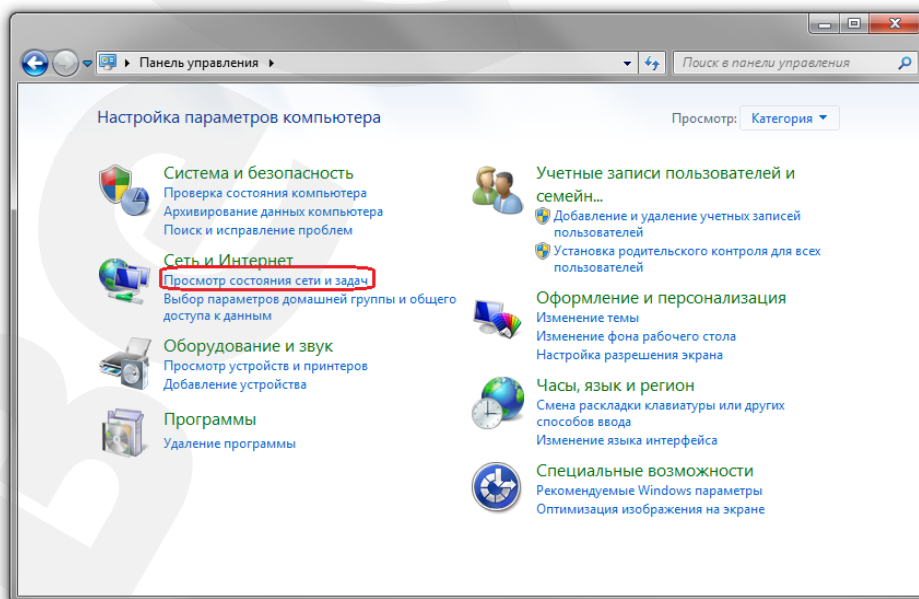 Панель управления
Поиск в панели управления
Настройка параметров компьютера
Просмотр: Категория
Система и безопасность
Проверка состояния компьютера
Архивирование данных компьютера
Поиск и исправление проблем
Сеть и Интернет
Просмотр состояния сети и задач
Выбор параметров домашней группы и общего
доступа к данным
Оборудование и звук
Просмотр устройств и принтеров
Добавление устройства
Программы
Удаление программы
Учетные записи пользователей и
семейн...
Добавление и удаление учетных записей
пользователей
Установка родительского контроля для всех
пользователей
Оформление и персонализация
Изменение темы
Изменение фона рабочего стола
Настройка разрешения экрана
Часы, язык и регион
Смена раскладки клавиатуры или других
способов ввода
Изменение языка интерфейса
Специальные возможности
Рекомендуемые Windows параметры
Оптимизация изображения на экране